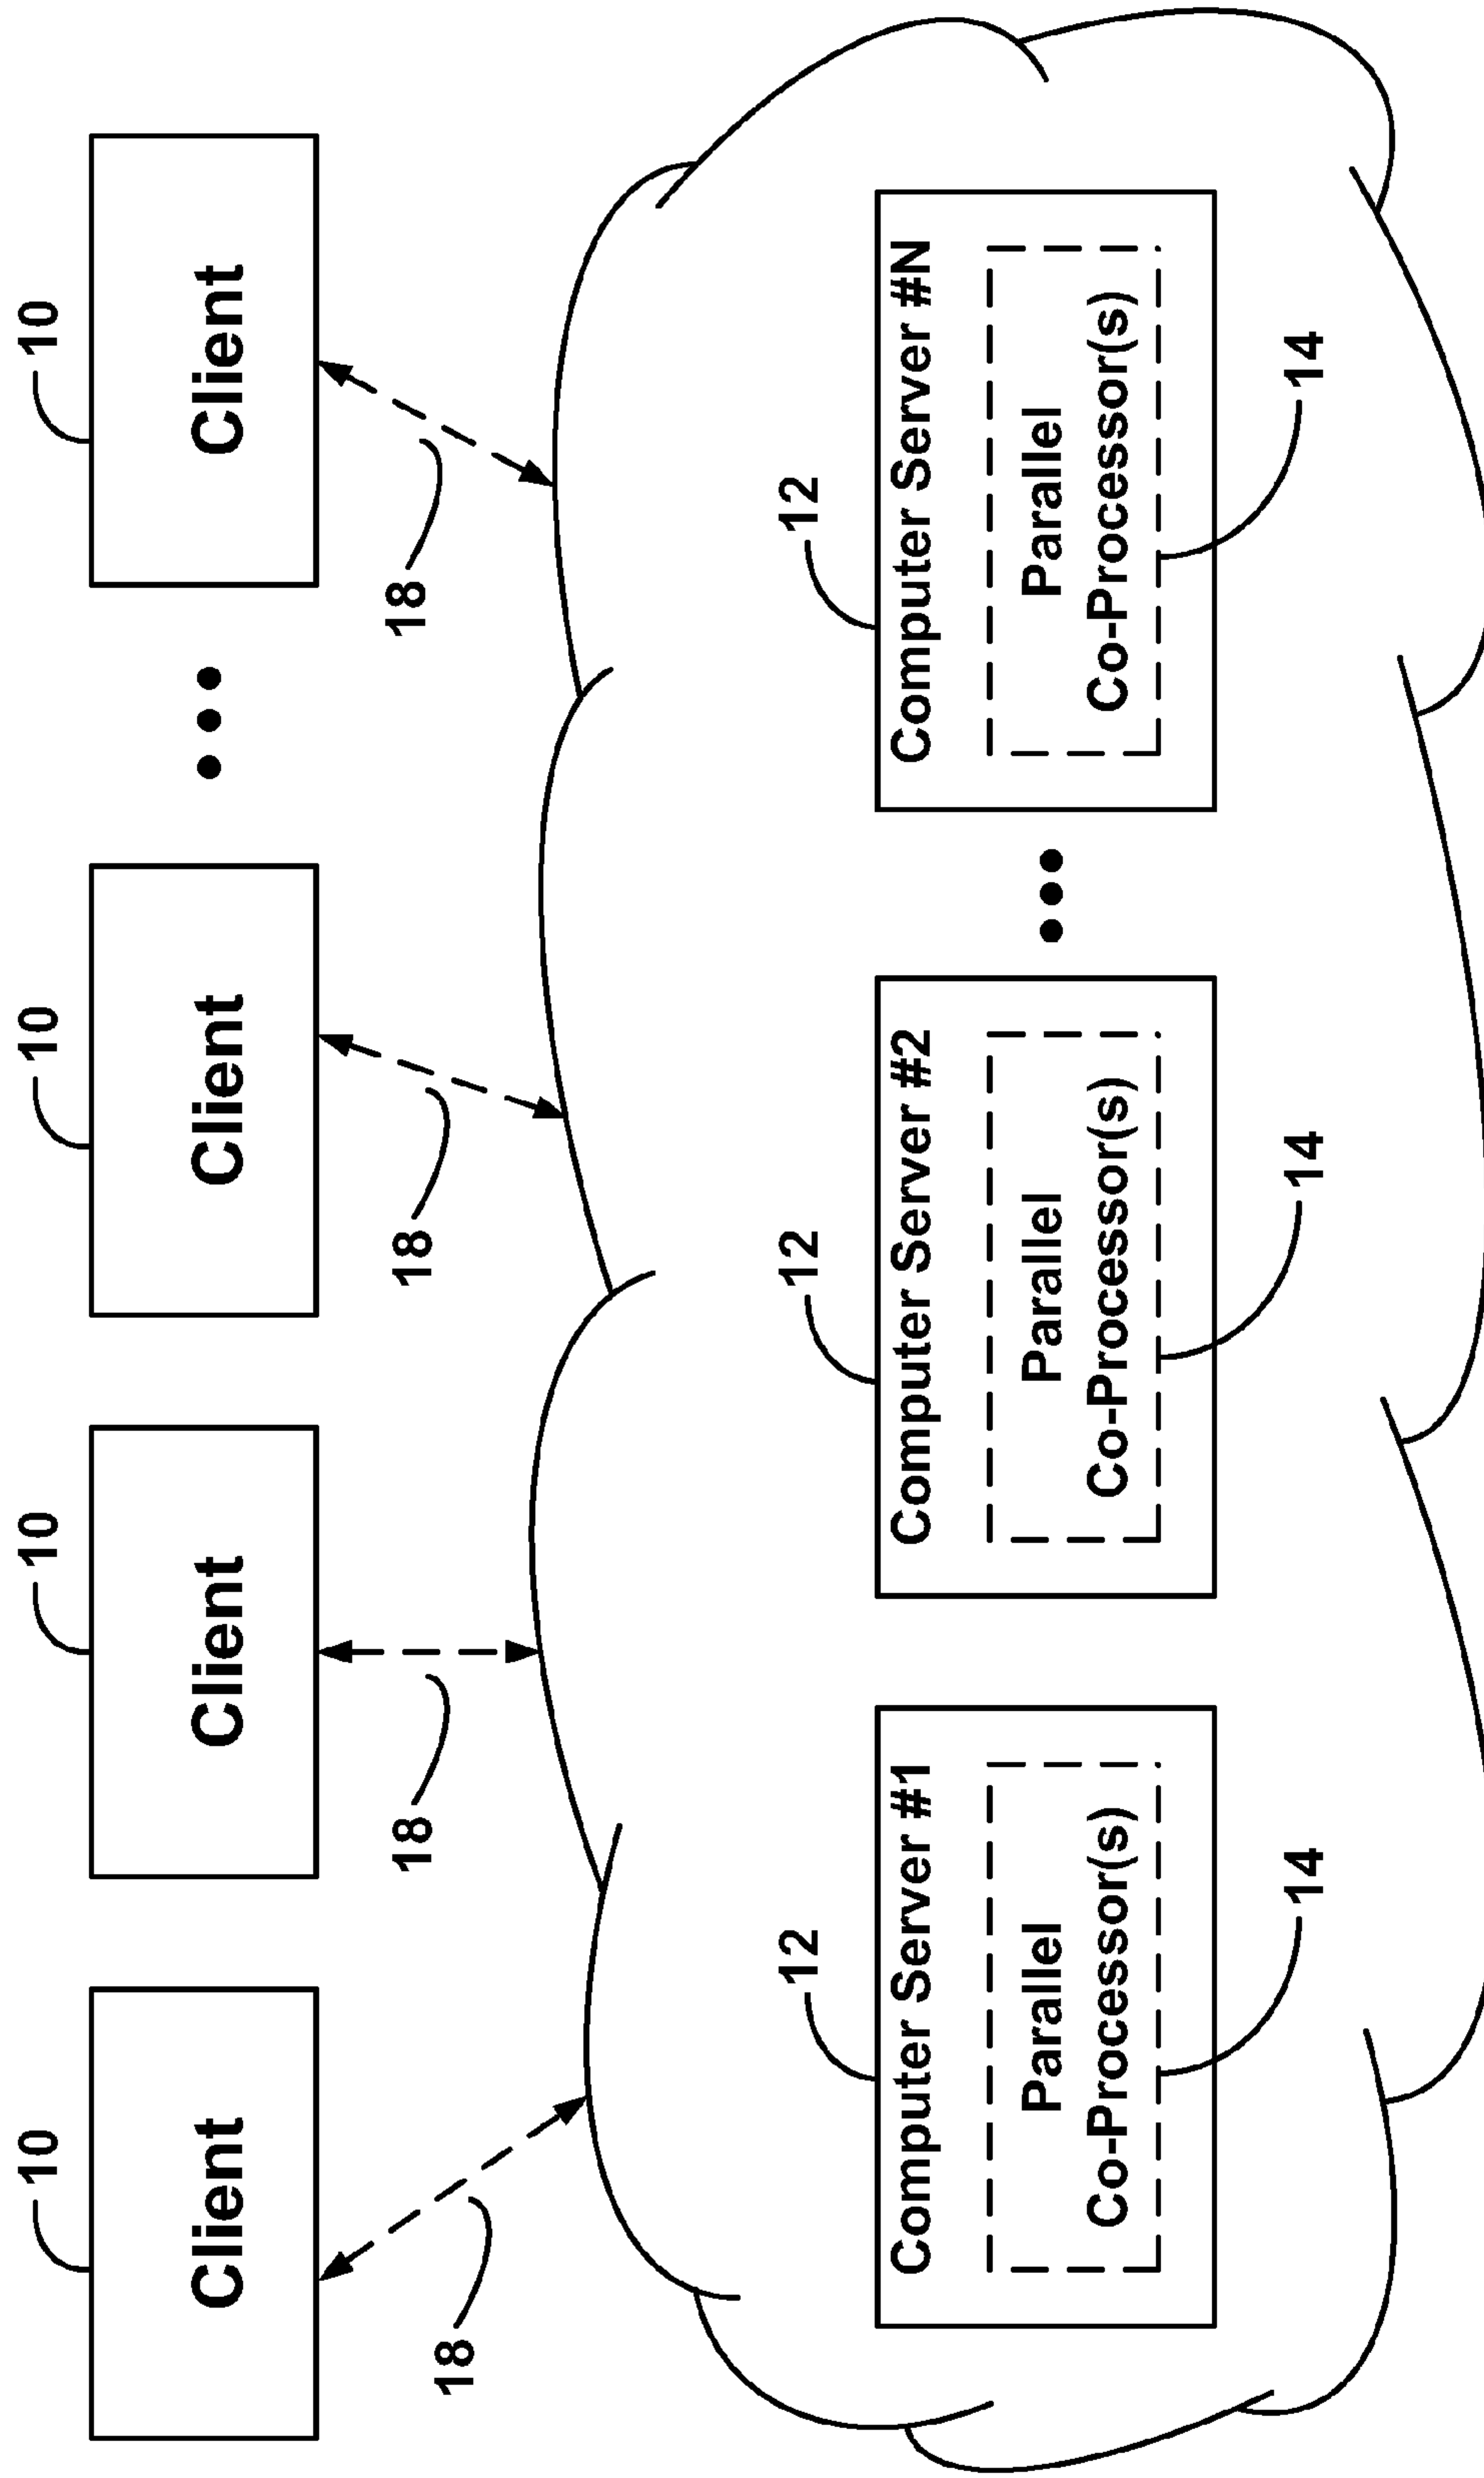 10
10
10
10
Client
Client
Client
•••
Client
18
18
18
18
12
12
12
Computer Server #1
Parallel
Co-Processor(s)
Computer Server #2
Parallel
Co-Processor(s)
•••
Computer Server #N
Parallel
Co-Processor(s)
14
14
14